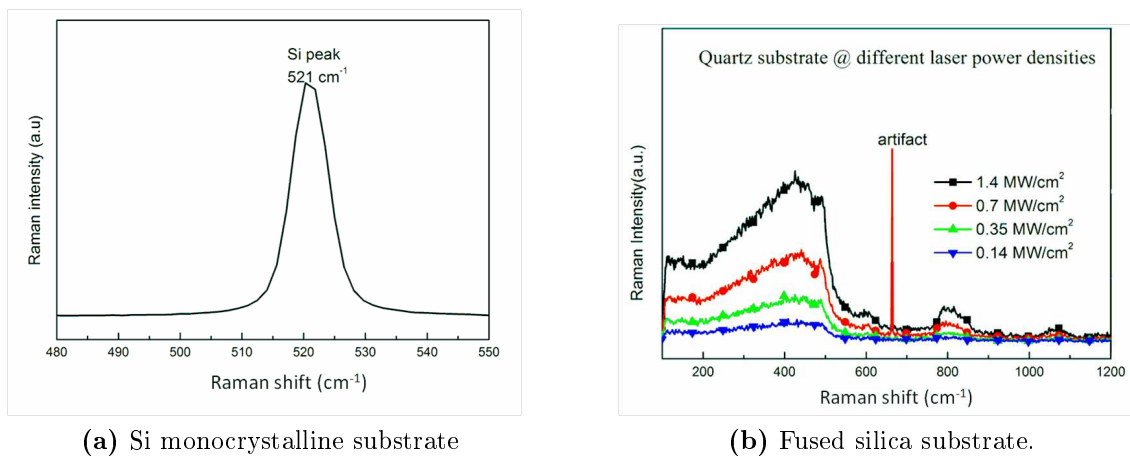 Si peak
521 cm⁻¹
Raman intensity (a.u)
480 490 500 510 520 530 540 550
Raman shift (cm⁻¹)
(a) Si monocrystalline substrate
Quartz substrate @ different laser power densities
artifact
1.4 MW/cm²
0.7 MW/cm²
0.35 MW/cm²
0.14 MW/cm²
Raman Intensity(a.u.)
200 400 600 800 1000 1200
Raman shift (cm⁻¹)
(b) Fused silica substrate.